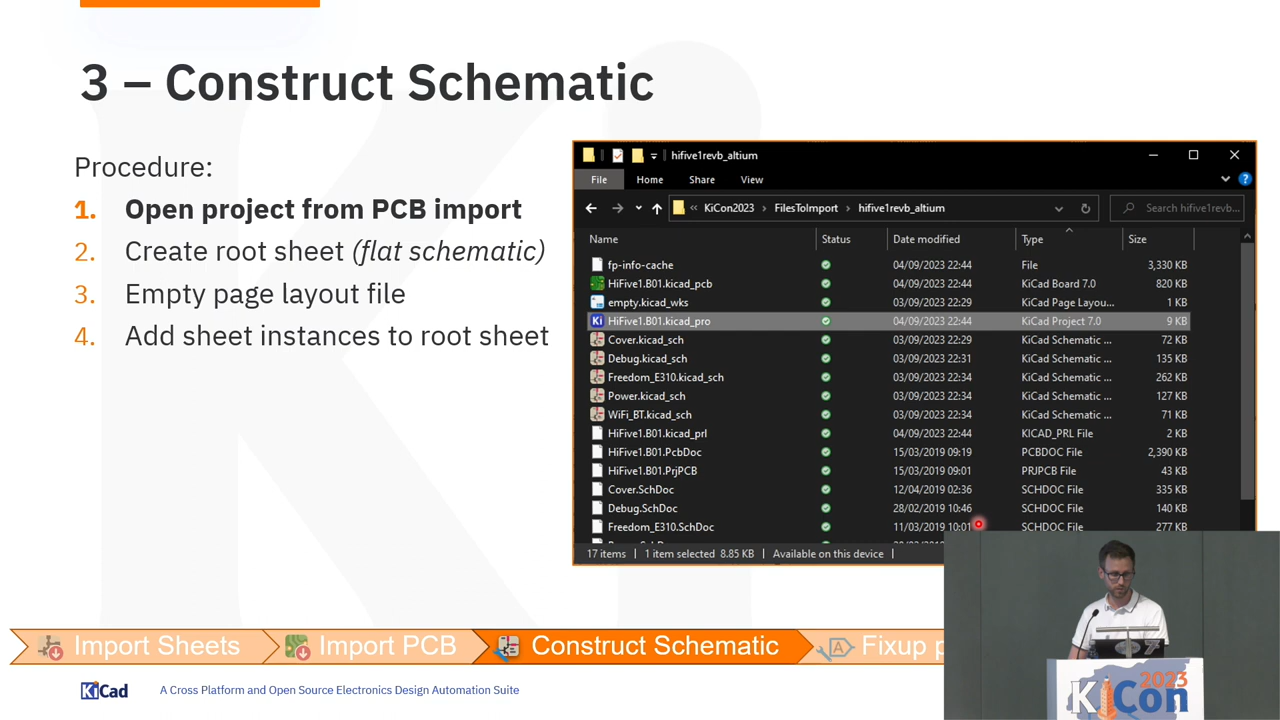 3 – Construct Schematic
Procedure:
1. Open project from PCB import
2. Create root sheet (flat schematic)
3. Empty page layout file
4. Add sheet instances to root sheet
hifive1revb_altium
File Home Share View
« KiCon2023 › FilesToImport › hifive1revb_altium
Search hifive1revb...
Name Status Date modified Type Size
fp-info-cache 04/09/2023 22:44 File 3,330 KB
HiFive1.B01.kicad_pcb 04/09/2023 22:44 KiCad Board 7.0 820 KB
empty.kicad_wks 03/09/2023 22:29 KiCad Page Layou... 1 KB
Ki HiFive1.B01.kicad_pro 04/09/2023 22:44 KiCad Project 7.0 9 KB
Cover.kicad_sch 03/09/2023 22:29 KiCad Schematic ... 72 KB
Debug.kicad_sch 03/09/2023 22:31 KiCad Schematic ... 135 KB
Freedom_E310.kicad_sch 03/09/2023 22:34 KiCad Schematic ... 262 KB
Power.kicad_sch 03/09/2023 22:34 KiCad Schematic ... 127 KB
WiFi_BT.kicad_sch 03/09/2023 22:34 KiCad Schematic ... 71 KB
HiFive1.B01.kicad_prl 04/09/2023 22:44 KICAD_PRL File 2 KB
HiFive1.B01.PcbDoc 15/03/2019 09:19 PCBDOC File 2,390 KB
HiFive1.B01.PrjPCB 15/03/2019 09:01 PRJPCB File 43 KB
Cover.SchDoc 12/04/2019 02:36 SCHDOC File 335 KB
Debug.SchDoc 28/02/2019 10:46 SCHDOC File 140 KB
Freedom_E310.SchDoc 11/03/2019 10:01 SCHDOC File 277 KB
17 items 1 item selected 8.85 KB Available on this device
Import Sheets Import PCB Construct Schematic Fixup p
KiCad A Cross Platform and Open Source Electronics Design Automation Suite
2023
KiCon